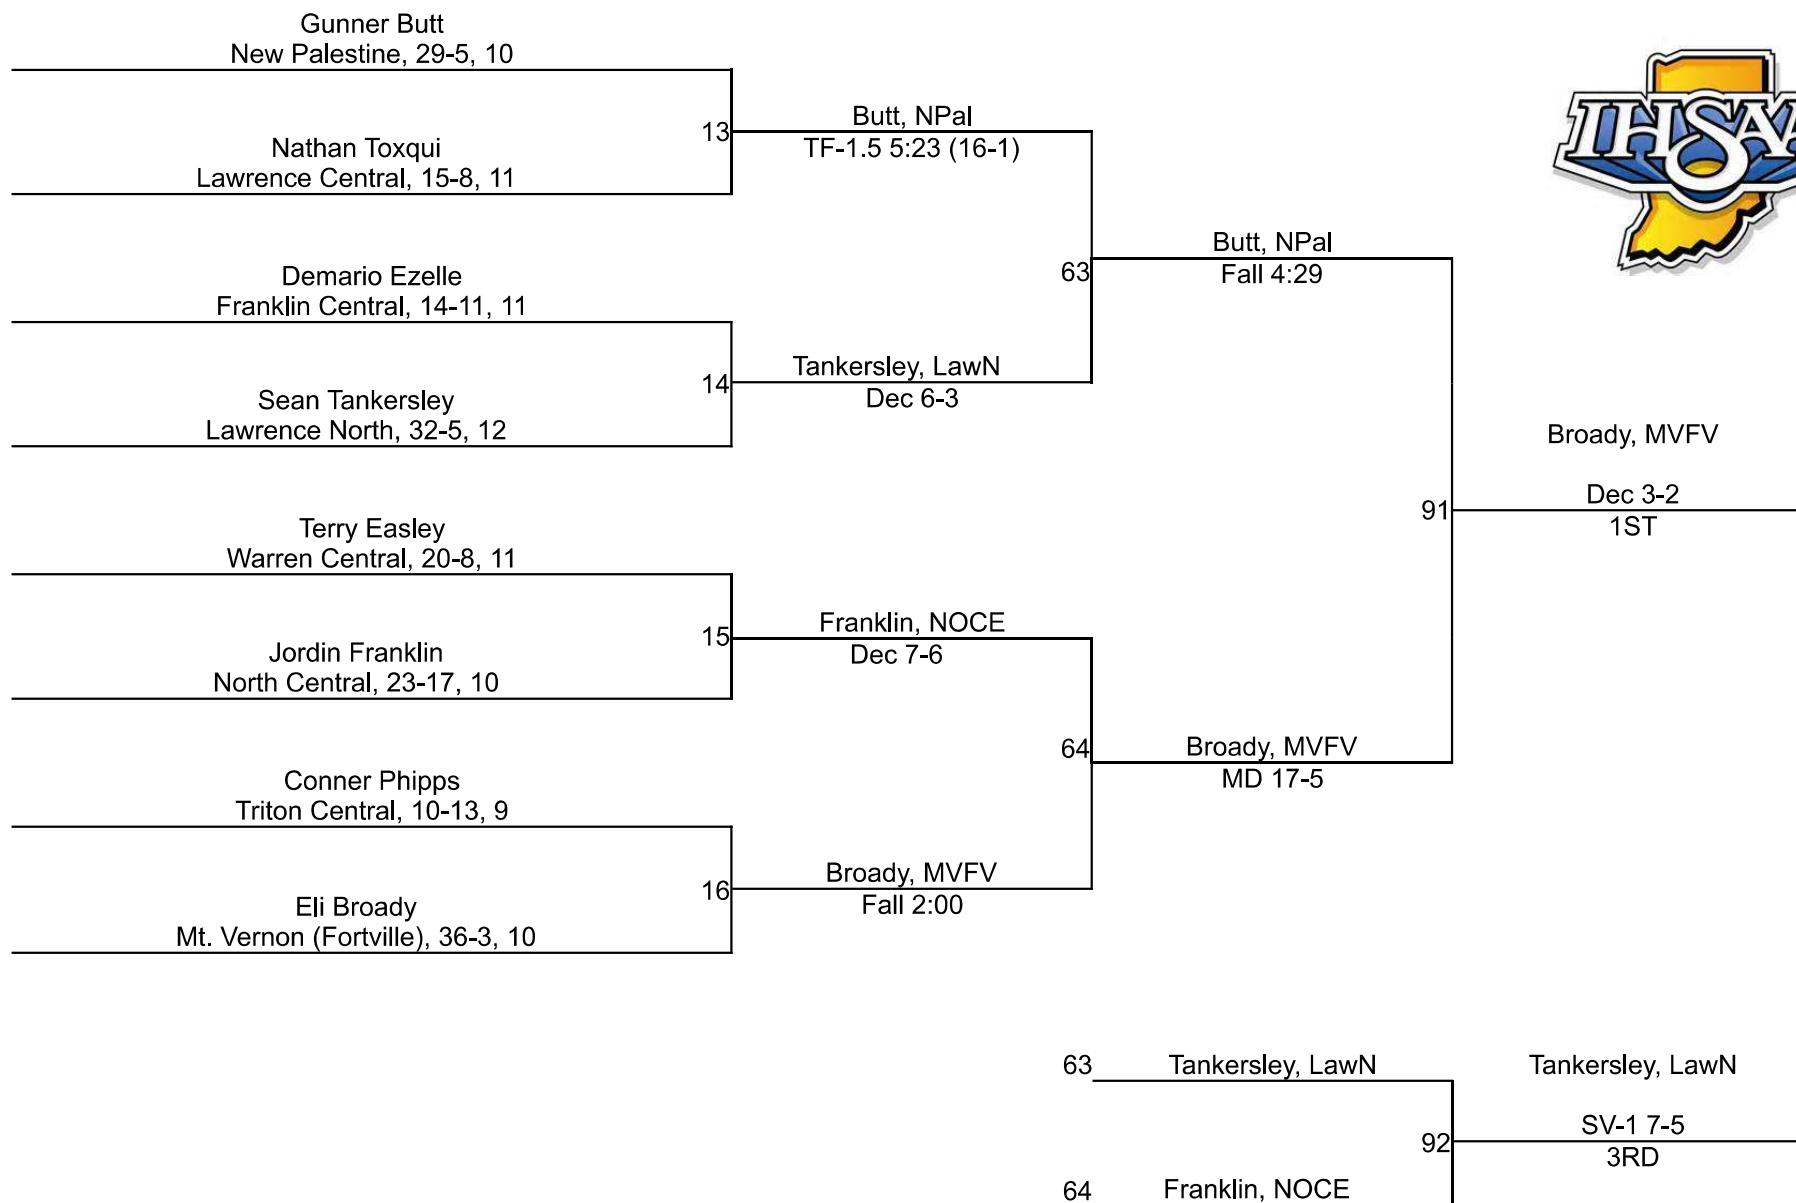 Gunner Butt
New Palestine, 29-5, 10
Nathan Toxqui
Lawrence Central, 15-8, 11
Demario Ezelle
Franklin Central, 14-11, 11
Sean Tankersley
Lawrence North, 32-5, 12
Terry Easley
Warren Central, 20-8, 11
Jordin Franklin
North Central, 23-17, 10
Conner Phipps
Triton Central, 10-13, 9
Eli Broady
Mt. Vernon (Fortville), 36-3, 10
13
Butt, NPal
TF-1.5 5:23 (16-1)
14
Tankersley, LawN
Dec 6-3
15
Franklin, NOCE
Dec 7-6
16
Broady, MVFV
Fall 2:00
63
Butt, NPal
Fall 4:29
64
Broady, MVFV
MD 17-5
IHSAA
91
Broady, MVFV
Dec 3-2
1ST
63
Tankersley, LawN
64
Franklin, NOCE
92
Tankersley, LawN
SV-1 7-5
3RD